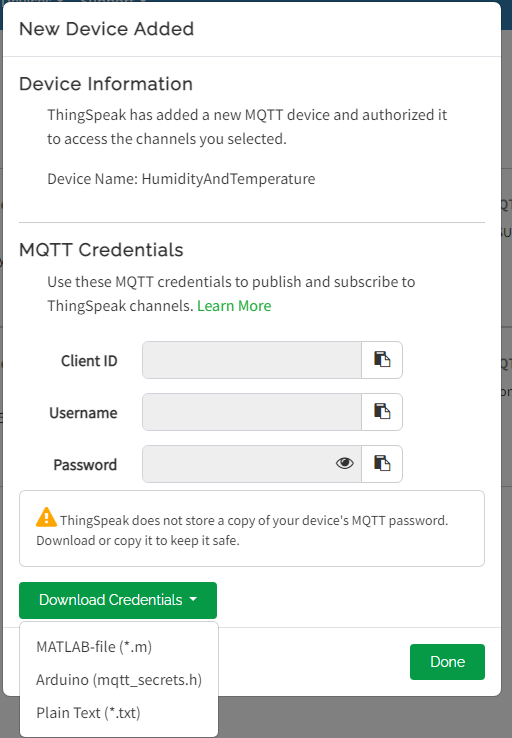 New Device Added
Device Information
ThingSpeak has added a new MQTT device and authorized it
to access the channels you selected.
Device Name: HumidityAndTemperature
MQTT Credentials
Use these MQTT credentials to publish and subscribe to
ThingSpeak channels. Learn More
Client ID
Username
Password
ThingSpeak does not store a copy of your device's MQTT password.
Download or copy it to keep it safe.
Download Credentials
MATLAB-file (*.m)
Arduino (mqtt_secrets.h)
Plain Text (*.txt)
Done